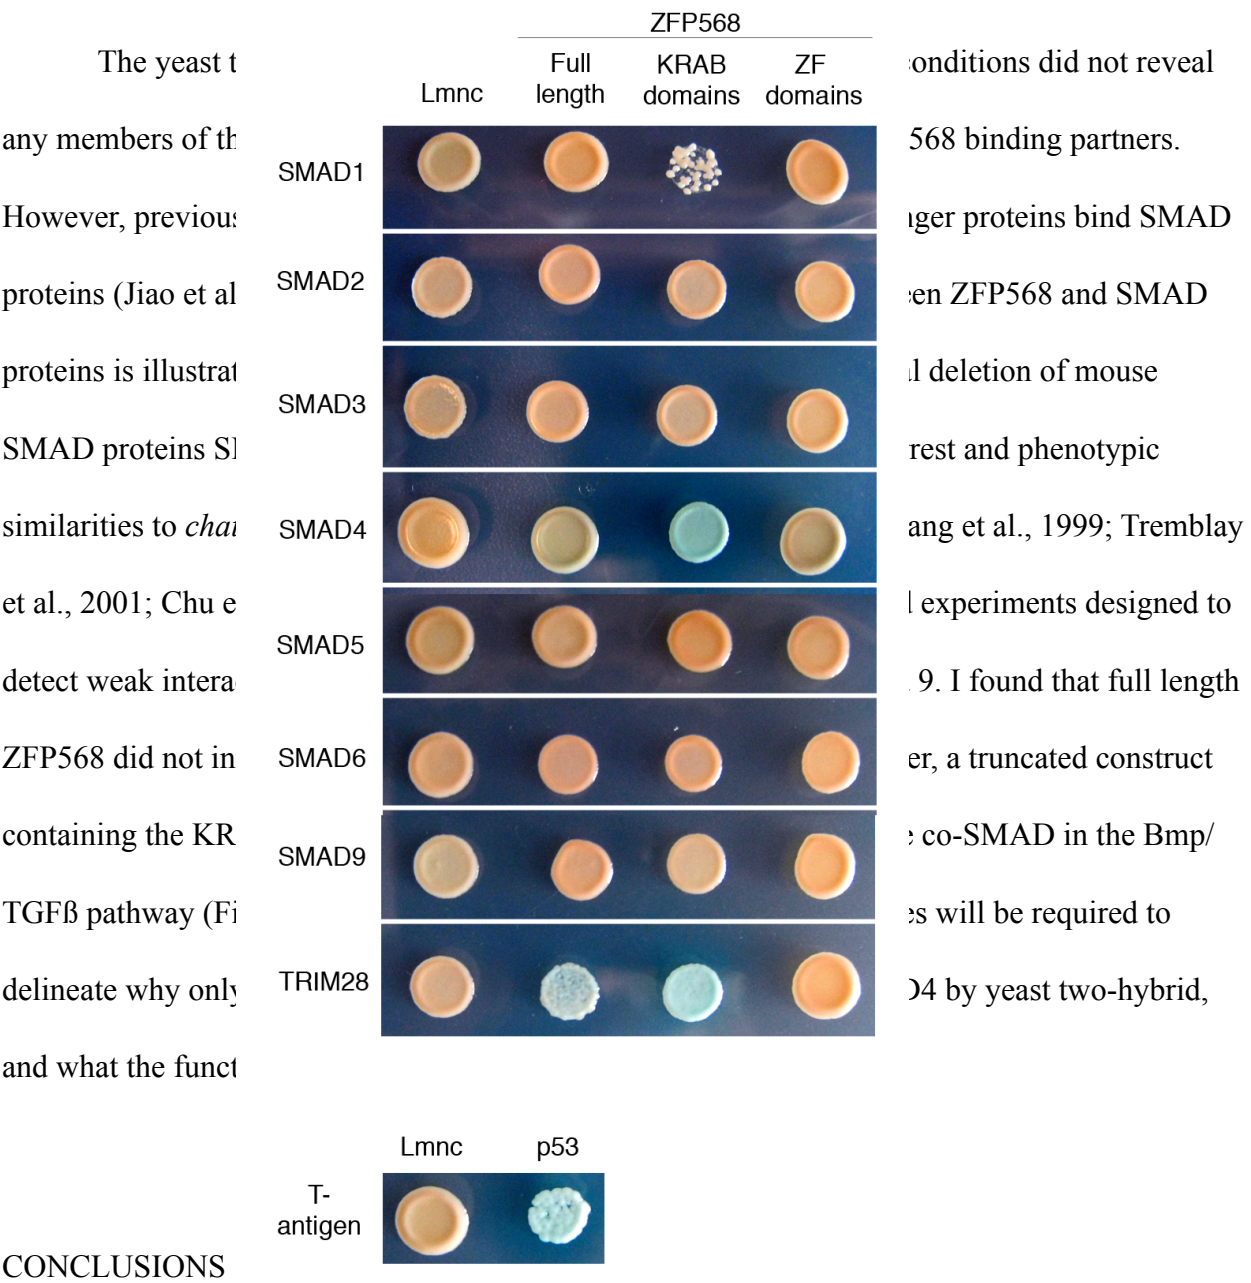 ZFP568
The yeast t
Full KRAB ZF
onditions did not reveal
Lmnc length domains domains
any members of th
568 binding partners.
SMAD1
However, previous
ger proteins bind SMAD
SMAD2
proteins (Jiao et al
en ZFP568 and SMAD
proteins is illustrat
l deletion of mouse
SMAD3
SMAD proteins S
rest and phenotypic
similarities to cha
SMAD4
ang et al., 1999; Tremblay
et al., 2001; Chu e
experiments designed to
SMAD5
detect weak intera
9. I found that full length
ZFP568 did not in
SMAD6
er, a truncated construct
containing the KR
SMAD9
co-SMAD in the Bmp/
TGFß pathway (Fi
es will be required to
delineate why only
TRIM28
D4 by yeast two-hybrid,
and what the funct
Lmnc p53
T-
antigen
CONCLUSIONS